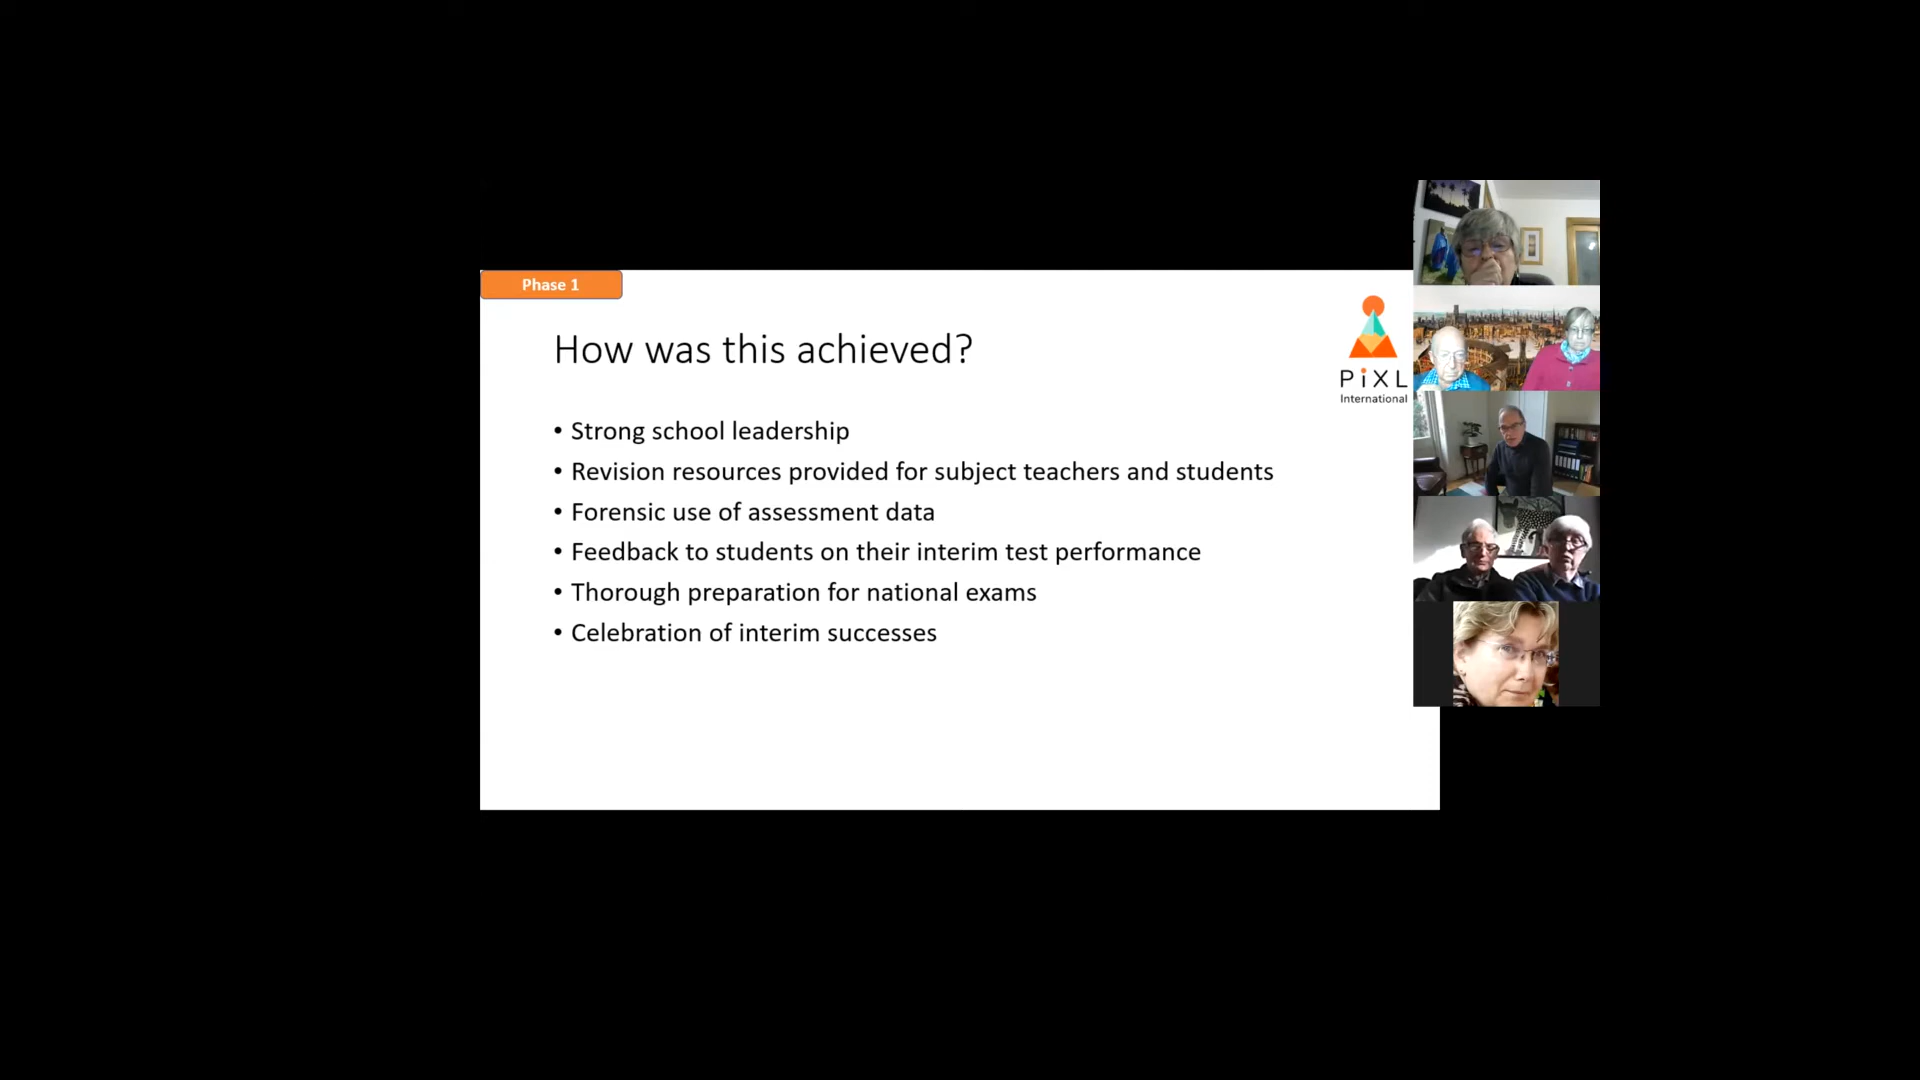 Phase 1
How was this achieved?
PiXL
International
• Strong school leadership
• Revision resources provided for subject teachers and students
• Forensic use of assessment data
• Feedback to students on their interim test performance
• Thorough preparation for national exams
• Celebration of interim successes